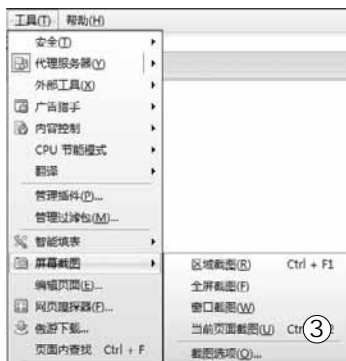 工具(T) 帮助(H)
安全(T)
代理服务器(Y)
外部工具(X)
广告猎手
内容控制
CPU 节能模式
翻译
管理插件(P)...
管理过滤包(M)...
智能填表
屏幕截图
区域截图(R) Ctrl + F1
编辑页面(E)...
全屏截图(F)
网页嗅探器(F)...
窗口截图(W)
傲游下载...
当前页面截图(U) Ctrl
③
页面内查找 Ctrl + F
截图选项(O)...